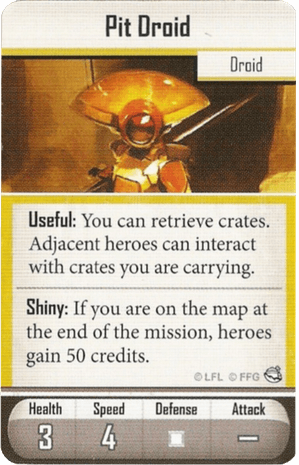 Pit Droid
Droid
Useful: You can retrieve crates.
Adjacent heroes can interact
with crates you are carrying.
Shiny: If you are on the map at
the end of the mission, heroes
gain 50 credits.
© LFL © FFG
Health Speed Defense Attack
3 4 –